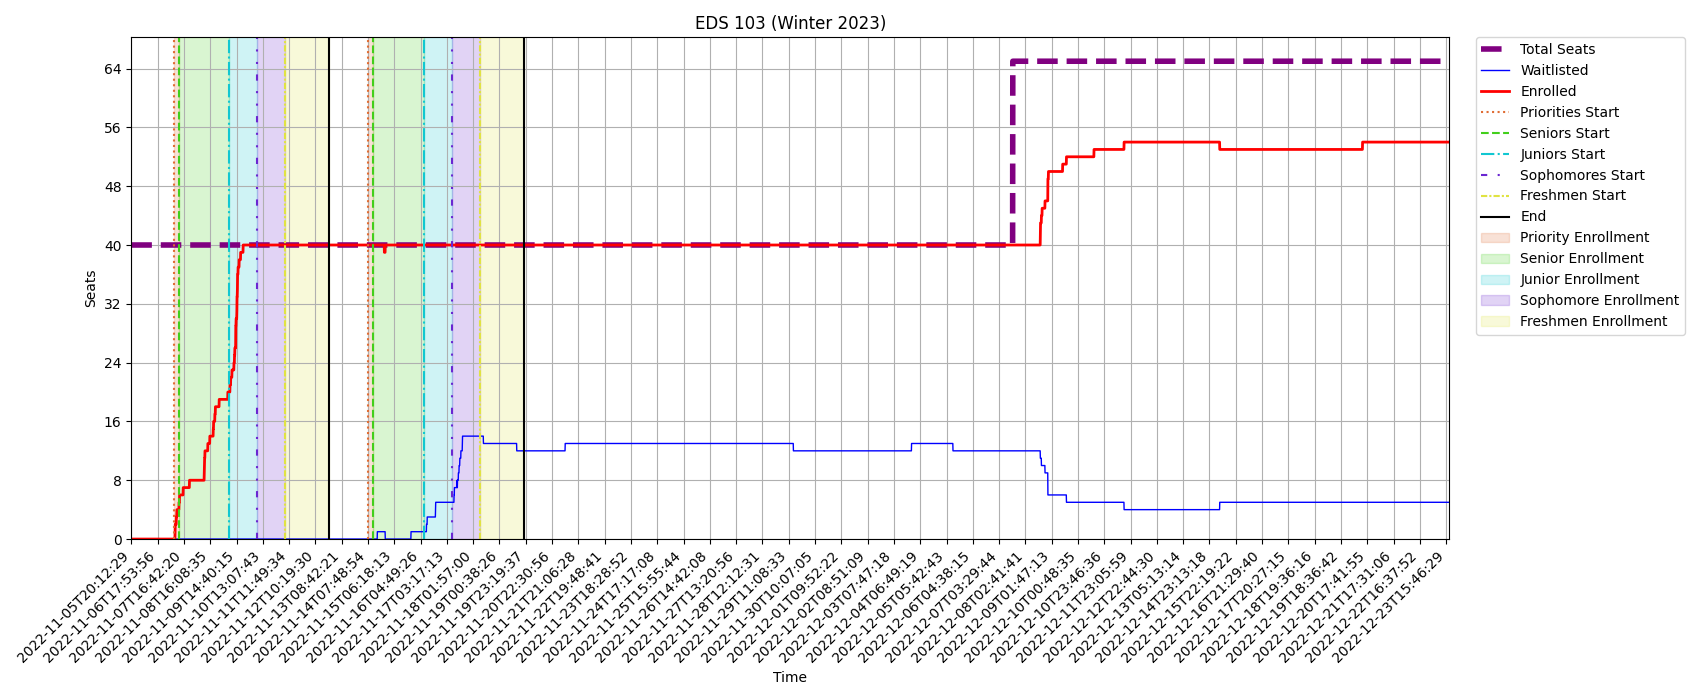 EDS 103 (Winter 2023)
Seats
64
56
48
40
32
24
16
8
0
2022-11-05T20:12:29
2022-11-06T17:53:56
2022-11-07T16:42:20
2022-11-08T16:08:35
2022-11-09T14:40:15
2022-11-10T13:07:43
2022-11-11T11:49:34
2022-11-12T10:19:30
2022-11-13T08:42:21
2022-11-14T07:48:54
2022-11-15T06:18:13
2022-11-16T04:49:26
2022-11-17T03:17:13
2022-11-18T01:57:00
2022-11-19T00:38:26
2022-11-19T23:19:37
2022-11-20T22:30:56
2022-11-21T21:06:28
2022-11-22T19:48:41
2022-11-23T18:28:52
2022-11-24T17:17:08
2022-11-25T15:55:44
2022-11-26T14:42:08
2022-11-27T13:20:56
2022-11-28T12:12:31
2022-11-29T11:08:33
2022-11-30T10:07:05
2022-12-01T09:52:22
2022-12-02T08:51:09
2022-12-03T07:47:18
2022-12-04T06:49:19
2022-12-05T05:42:43
2022-12-06T04:38:15
2022-12-07T03:29:44
2022-12-08T02:41:41
2022-12-09T01:47:13
2022-12-10T00:48:35
2022-12-10T23:46:36
2022-12-11T23:05:59
2022-12-12T22:44:30
2022-12-13T05:13:14
2022-12-14T23:13:18
2022-12-15T22:19:22
2022-12-16T21:29:40
2022-12-17T20:27:15
2022-12-18T19:36:16
2022-12-19T18:36:42
2022-12-20T17:41:55
2022-12-21T17:31:06
2022-12-22T16:37:52
2022-12-23T15:46:29
Time
Total Seats
Waitlisted
Enrolled
Priorities Start
Seniors Start
Juniors Start
Sophomores Start
Freshmen Start
End
Priority Enrollment
Senior Enrollment
Junior Enrollment
Sophomore Enrollment
Freshmen Enrollment